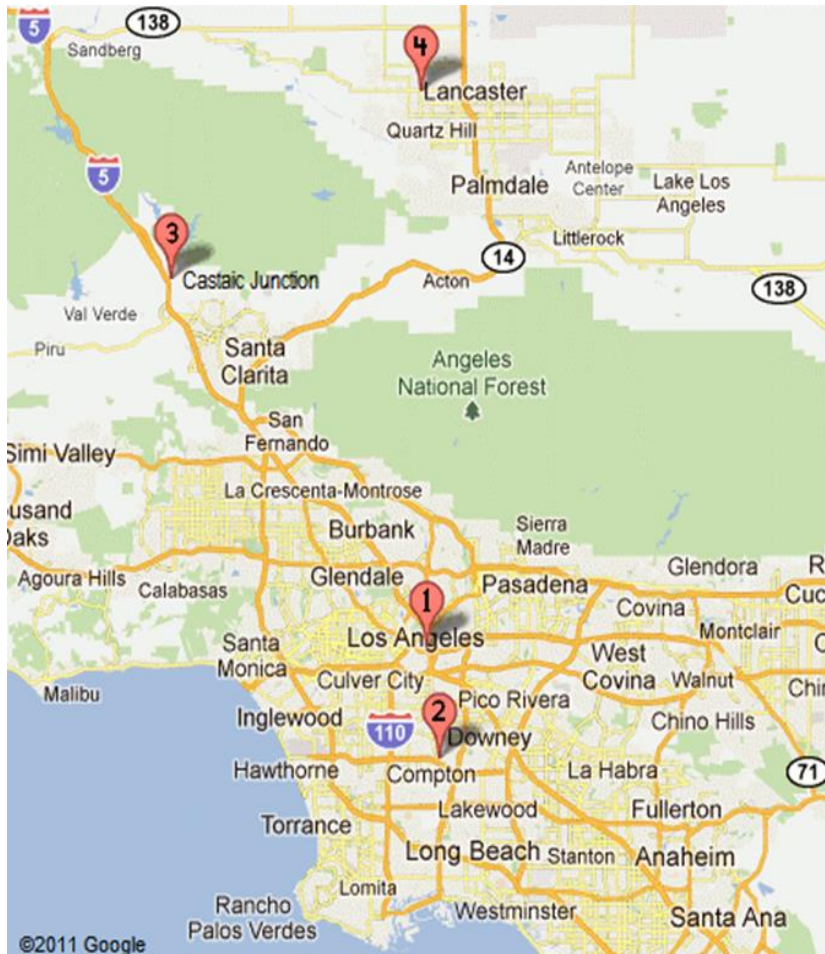 5
138
Sandberg
4
Lancaster
Quartz Hill
5
Palmdale
Antelope
Center
Lake Los
Angeles
3
Castaic Junction
14
Littlerock
Acton
138
Val Verde
Piru
Santa
Clarita
Angeles
National Forest
San
Fernando
Simi Valley
La Crescenta-Montrose
usand
Oaks
Burbank
Sierra
Madre
Agoura Hills
Calabasas
Glendale
Pasadena
Glendora
R
Cuc
1
Covina
Los Angeles
Montclair
C
Santa
Monica
Culver City
West
Covina
Walnut
Chin
Malibu
Pico Rivera
Inglewood
2
Chino Hills
110
Downey
Hawthorne
Compton
La Habra
71
Torrance
Lakewood
Fullerton
Long Beach
Stanton
Anaheim
Lomita
Rancho
Palos Verdes
Westminster
Santa Ana
©2011 Google